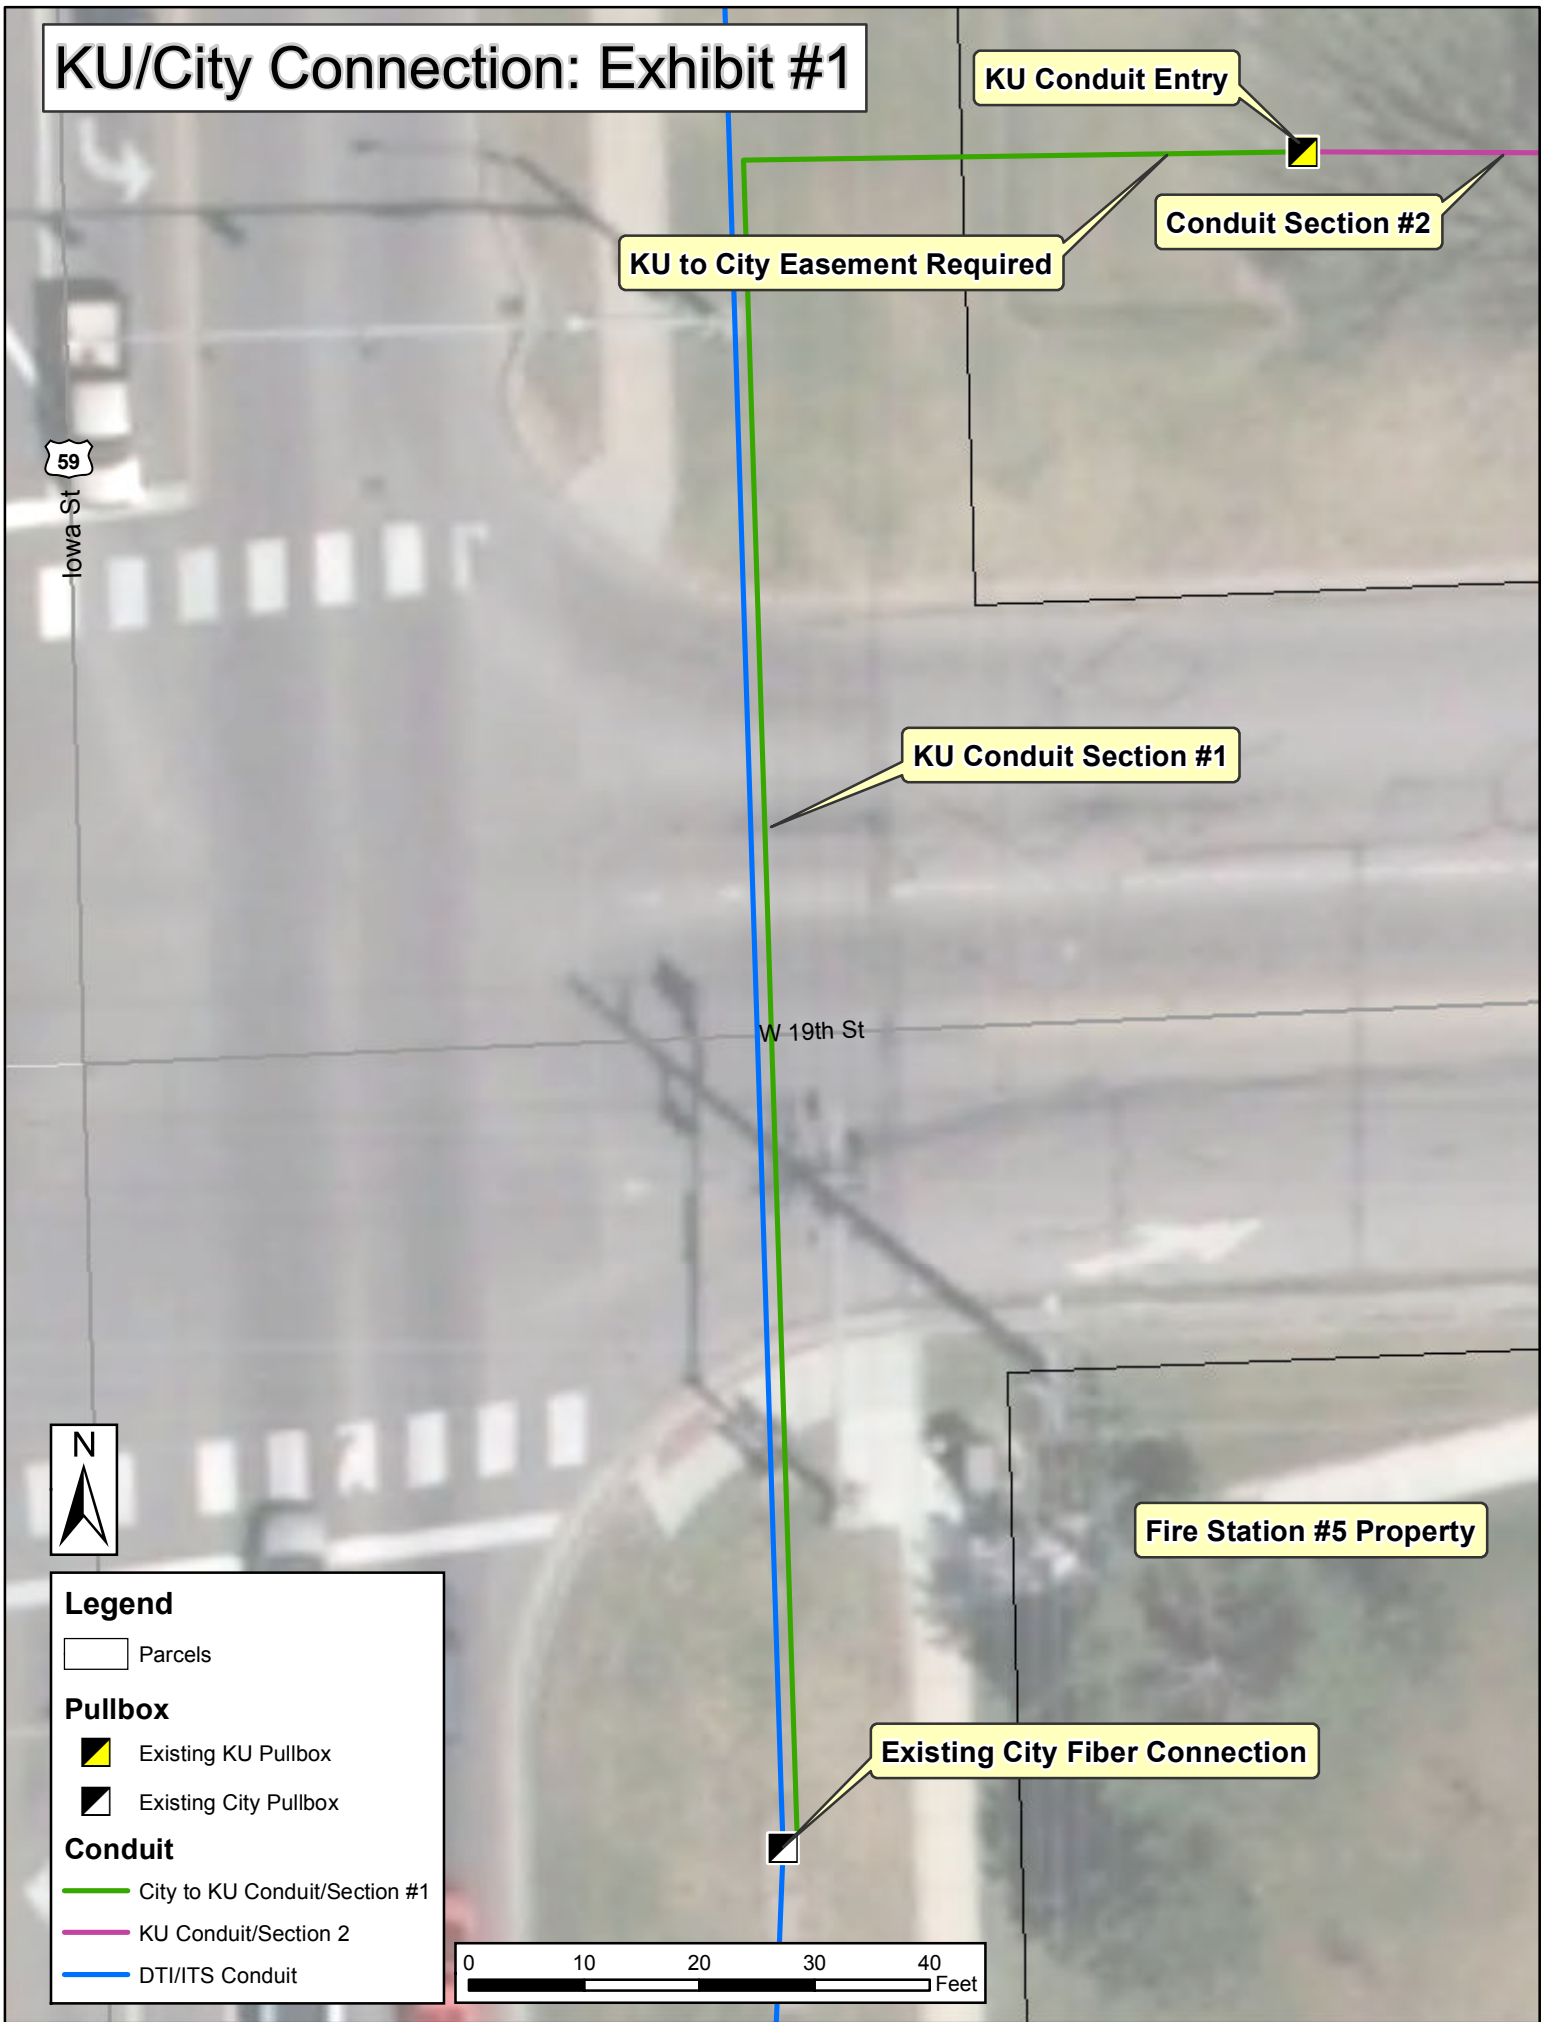 KU/City Connection: Exhibit #1
KU Conduit Entry
Conduit Section #2
KU to City Easement Required
59
Iowa St
KU Conduit Section #1
W 19th St
N
Fire Station #5 Property
Legend
Parcels
Pullbox
Existing KU Pullbox
Existing City Pullbox
Existing City Fiber Connection
Conduit
City to KU Conduit/Section #1
KU Conduit/Section 2
DTI/ITS Conduit
0 10 20 30 40
Feet